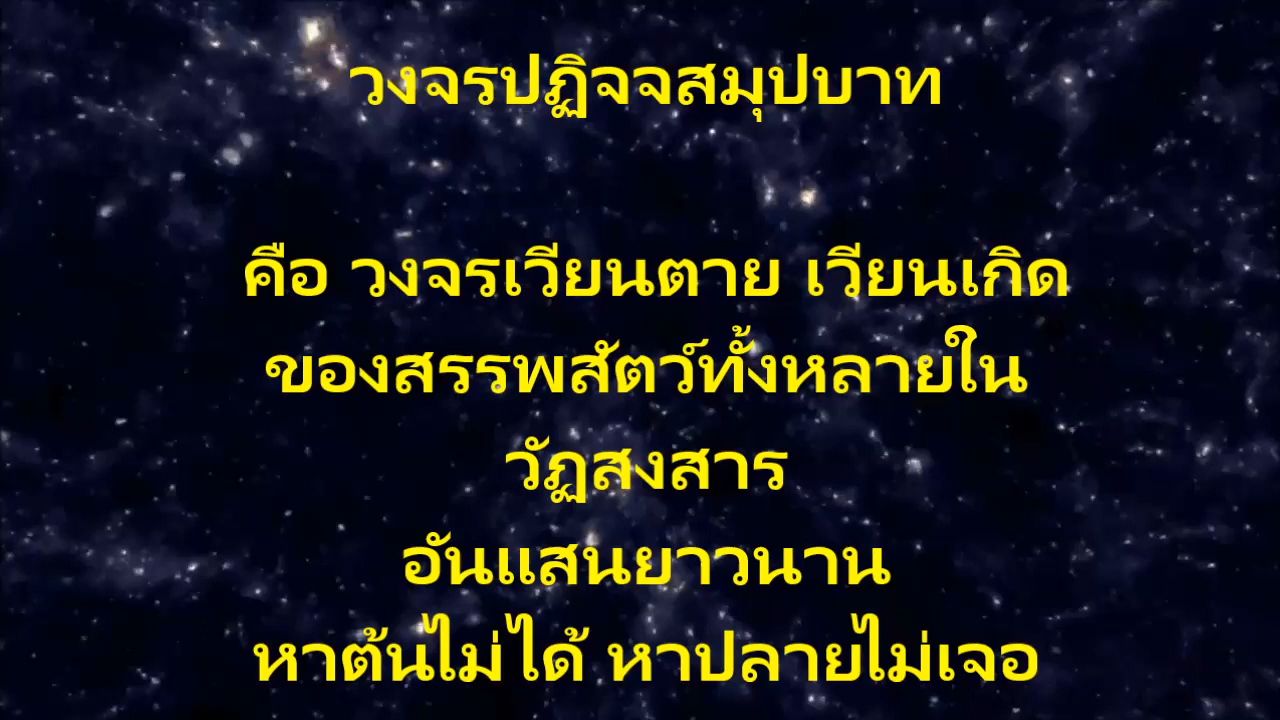 วงจรปฏิจจสมุปบาท
คือ วงจรเวียนตาย เวียนเกิด
ของสรรพสัตว์ทั้งหลายใน
วัฏสงสาร
อันแสนยาวนาน
หาต้นไม่ได้ หาปลายไม่เจอ